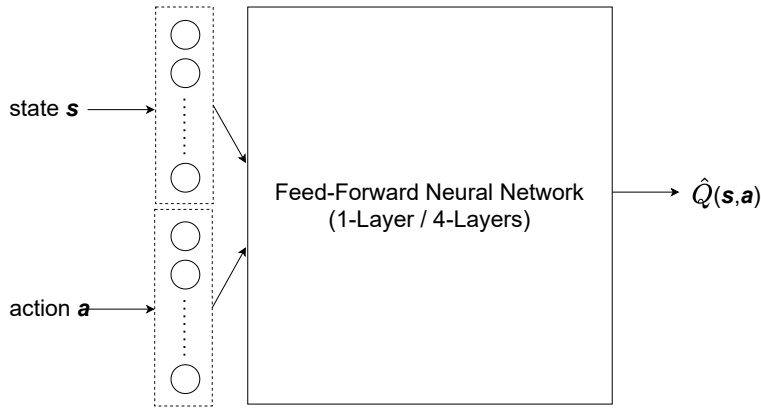 state s
action a
Feed-Forward Neural Network
(1-Layer / 4-Layers)
Q̂(s,a)